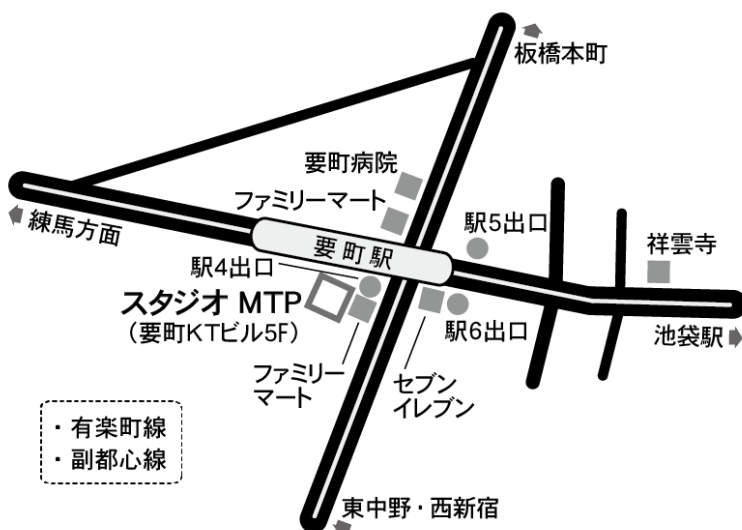 板橋本町
要町病院
ファミリーマート
練馬方面
要町駅
駅5出口
祥雲寺
駅4出口
スタジオ MTP
(要町KTビル5F)
駅6出口
池袋駅
ファミリー
マート
セブン
イレブン
・有楽町線
・副都心線
東中野・西新宿